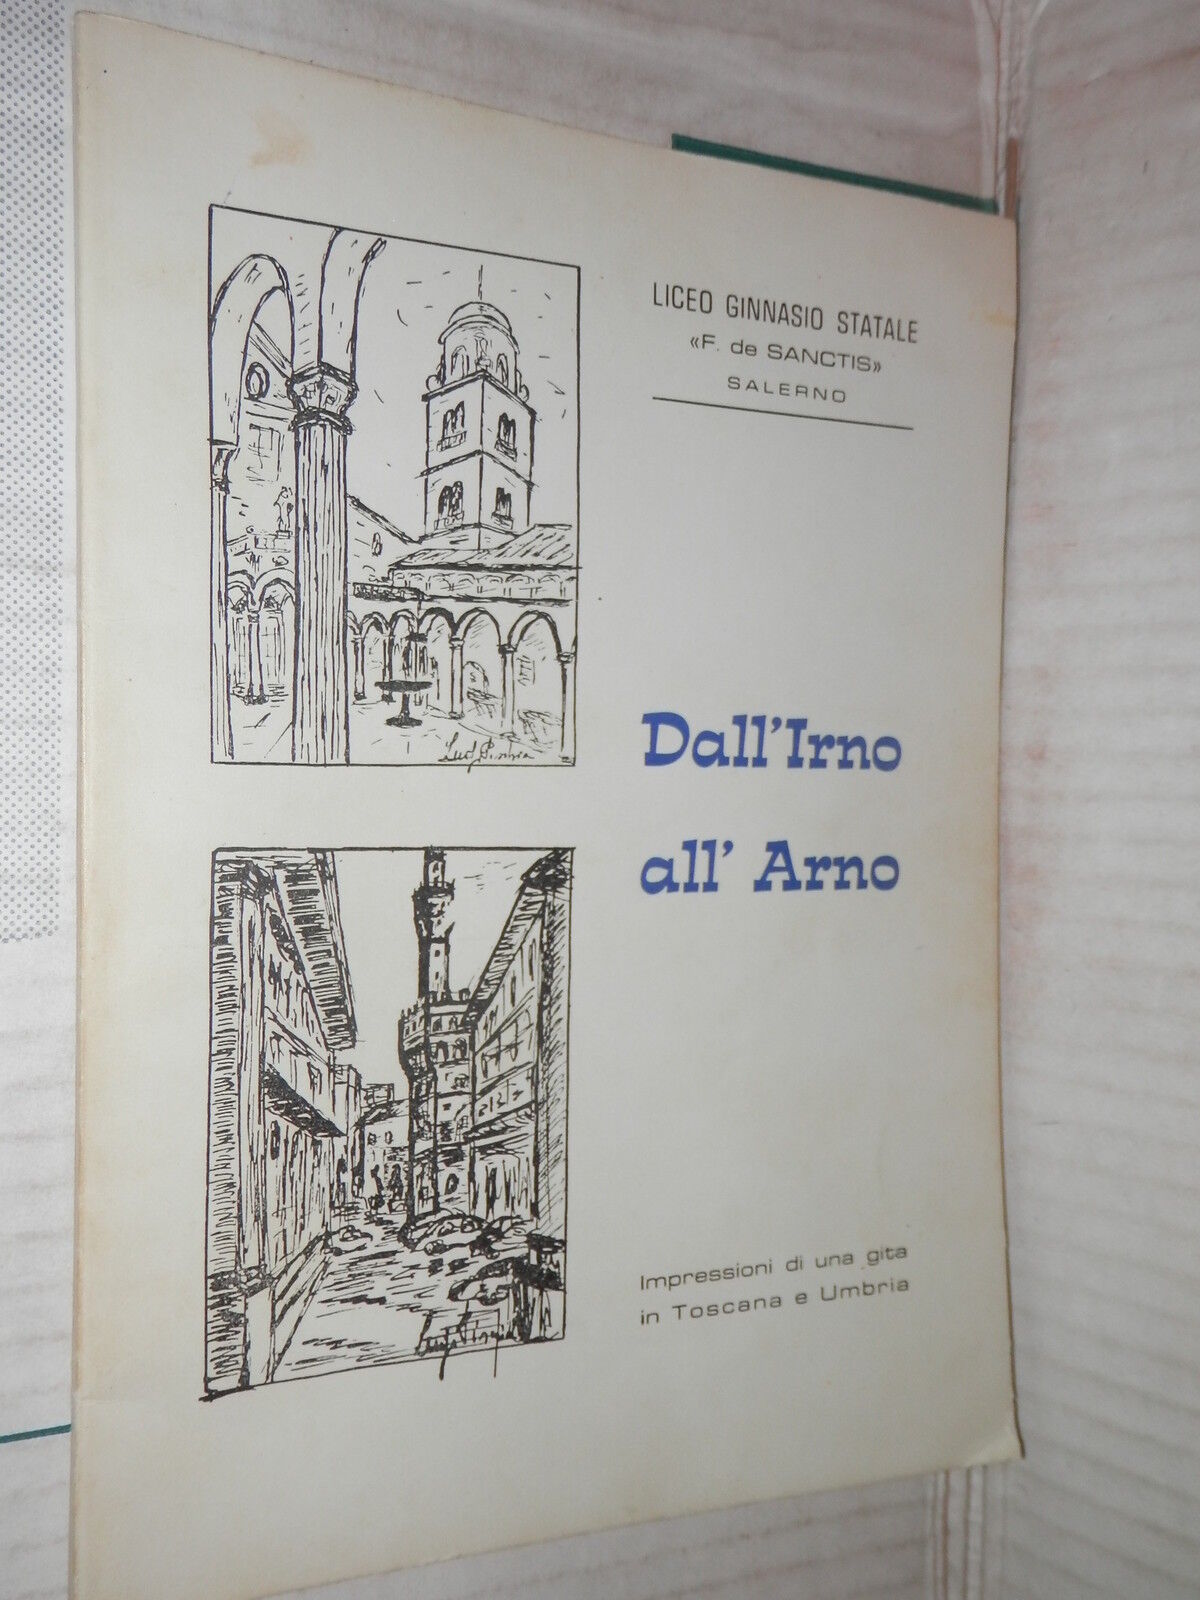 LICEO GINNASIO STATALE
«F. de SANCTIS»
SALERNO
Dall'Irno
all' Arno
Impressioni di una gita
in Toscana e Umbria